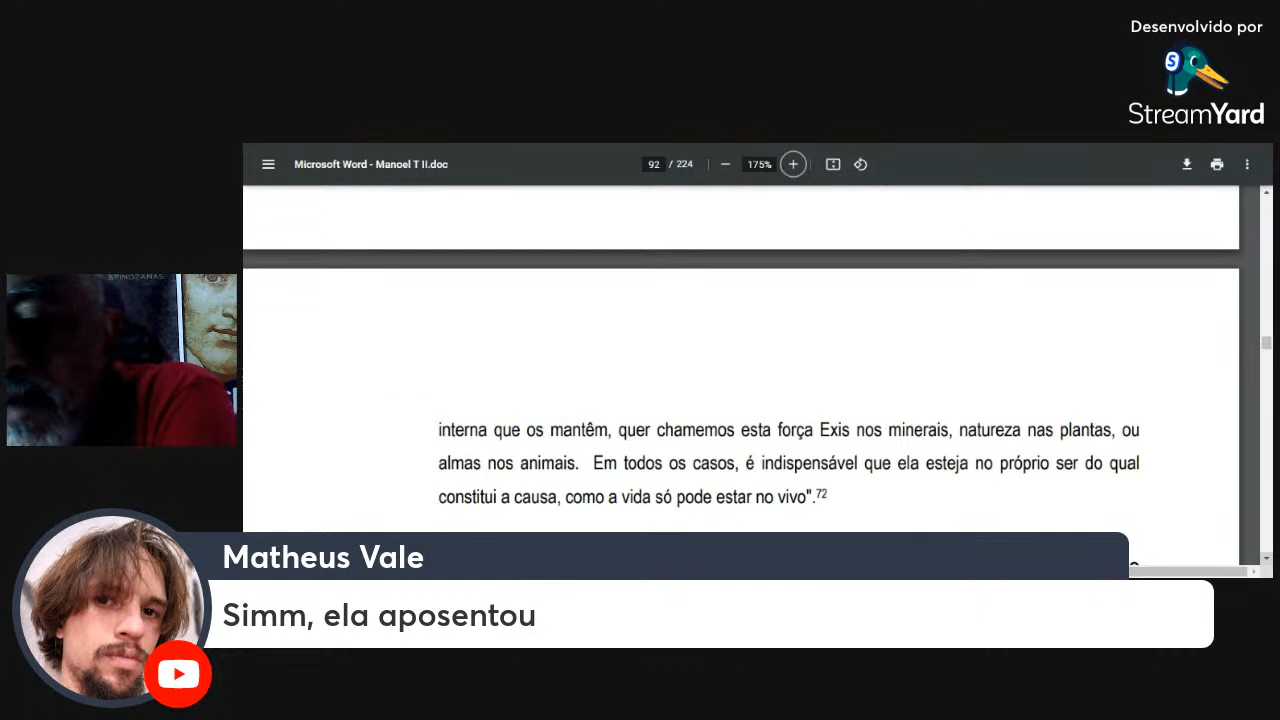 Desenvolvido por
StreamYard
Microsoft Word - Manoel T II.doc
92 / 224
175%
SPINOZANAS
interna que os mantêm, quer chamemos esta força Exis nos minerais, natureza nas plantas, ou
almas nos animais. Em todos os casos, é indispensável que ela esteja no próprio ser do qual
constitui a causa, como a vida só pode estar no vivo".72
Matheus Vale
Simm, ela aposentou